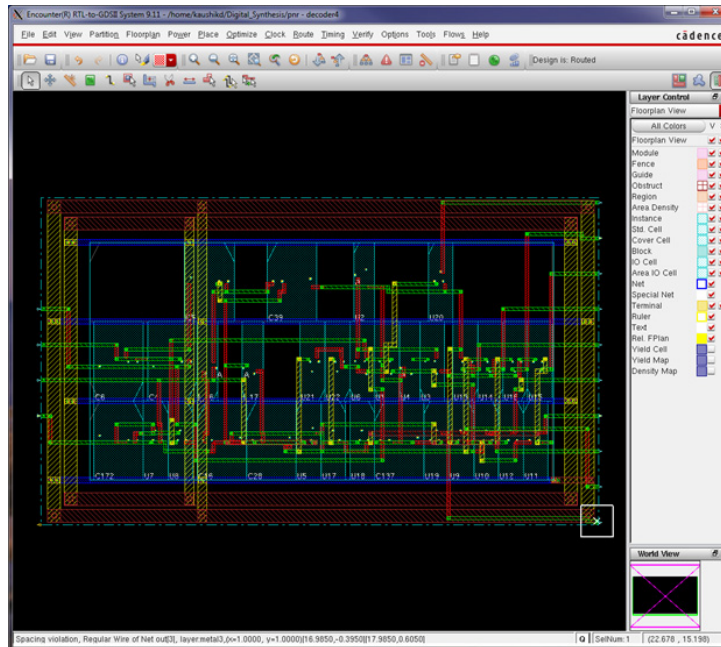 Encounter(R) RTL-to-GDSII System 9.11 - /home/kaushikd/Digital_Synthesis/pnr - decoder4
File Edit View Partition Floorplan Power Place Optimize Clock Route Timing Verify Options Tools Flows Help
cādence
Design is: Routed
Layer Control
Floorplan View
All Colors V
Floorplan View
Module
Fence
Guide
Obstruct
Region
Area Density
Instance
Std. Cell
Cover Cell
Block
IO Cell
Area IO Cell
Net
Special Net
Terminal
Ruler
Text
Rel. FPlan
Yield Cell
Yield Map
Density Map
C39 U2 U20
A A
C6 17 U21 U22 U6 U4 U3 U13 U14 U16 U15
C172 U7 U8 C16 C28 U5 U17 U18 C137 U19 U9 U10 U12 U11
World View
Spacing violation, Regular Wire of Net out[3], layer:metal3,(x=1.0000, y=1.0000)[16.9850,-0.3950][17.9850,0.6050] Q SelNum:1 (22.678 , 15.198)